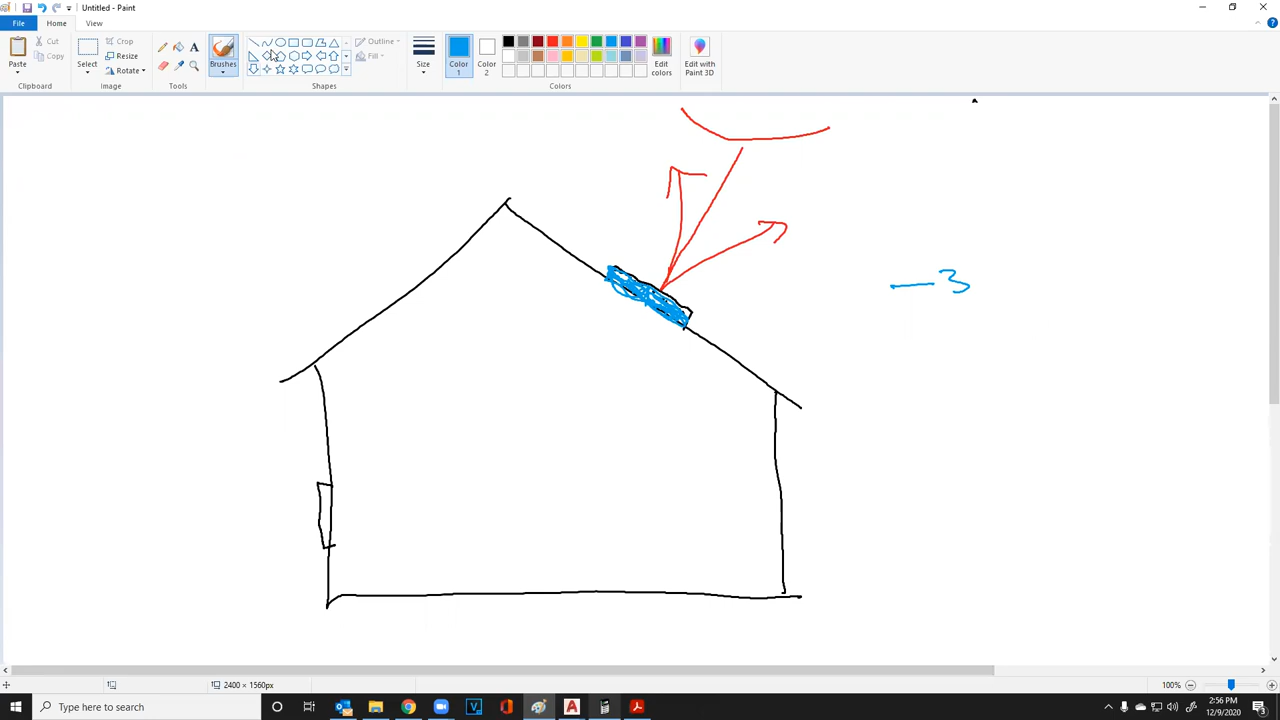 Untitled - Paint
File
Home
View
Paste
Cut
Copy
Clipboard
Select
Crop
Resize
Rotate
Image
A
Tools
Brushes
Shapes
Outline
Fill
Size
Color 1
Color 2
Colors
Edit colors
Edit with Paint 3D
—3
2400 × 1560px
100%
Type here to search
2:56 PM
12/9/2020